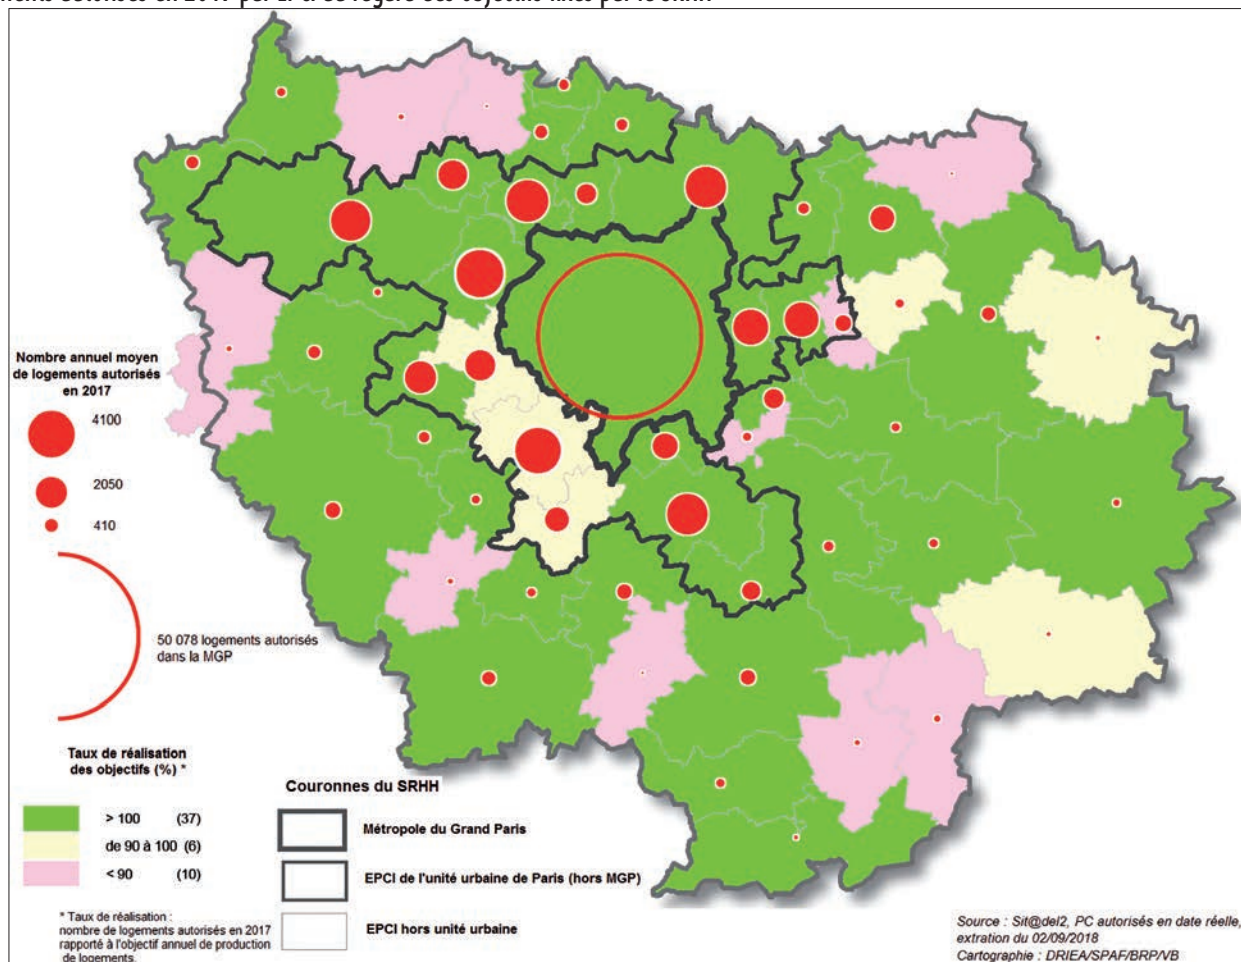 Nombre annuel moyen
de logements autorisés
en 2017
4100
2050
410
50 078 logements autorisés
dans la MGP
Taux de réalisation
des objectifs (%) *
> 100 (37)
de 90 à 100 (6)
< 90 (10)
* Taux de réalisation :
nombre de logements autorisés en 2017
rapporté à l'objectif annuel de production
de logements.
Couronnes du SRHH
Métropole du Grand Paris
EPCI de l'unité urbaine de Paris (hors MGP)
EPCI hors unité urbaine
Source : Sit@del2, PC autorisés en date réelle,
extration du 02/09/2018
Cartographie : DRIEA/SPAF/BRP/VB